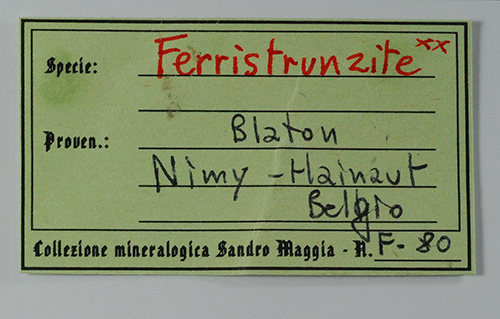 Specie: Ferristrunzite xx
Proven.: Blaton
Nimy - Hainaut
Belgio
Collezione mineralogica Sandro Maggia - N. F-80